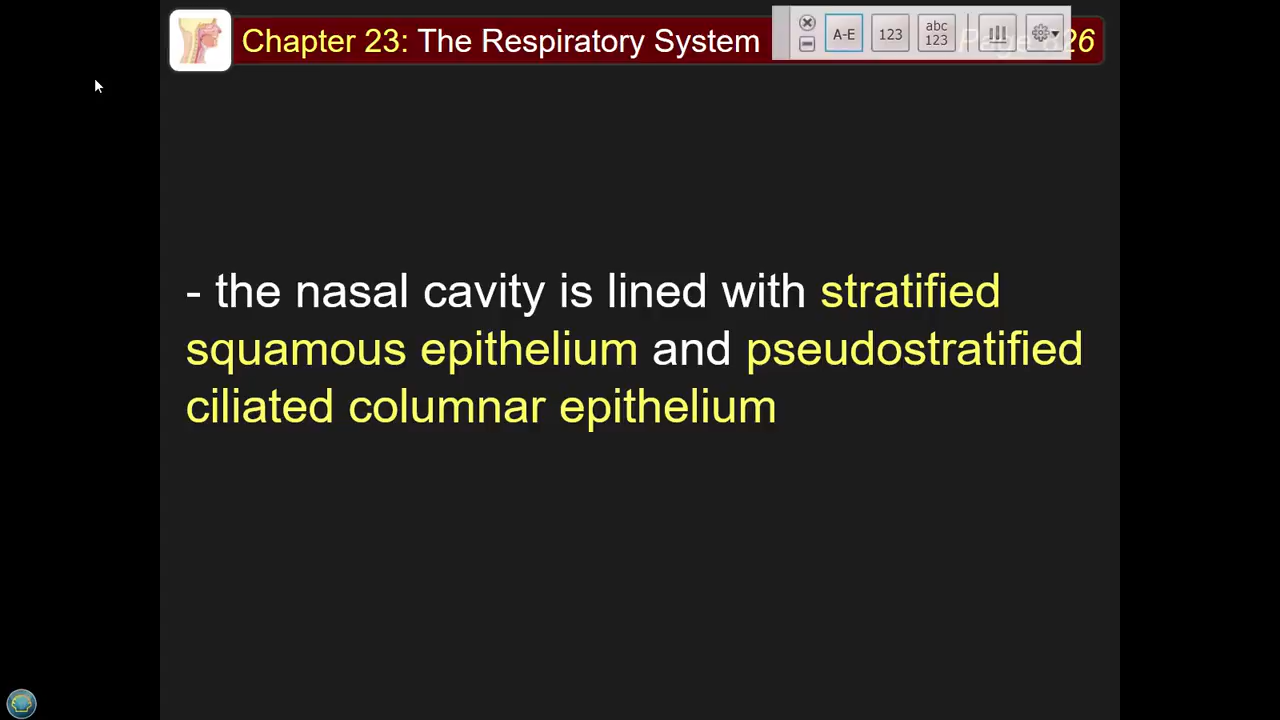 Chapter 23: The Respiratory System
A-E
123
abc
123
26
- the nasal cavity is lined with stratified
squamous epithelium and pseudostratified
ciliated columnar epithelium